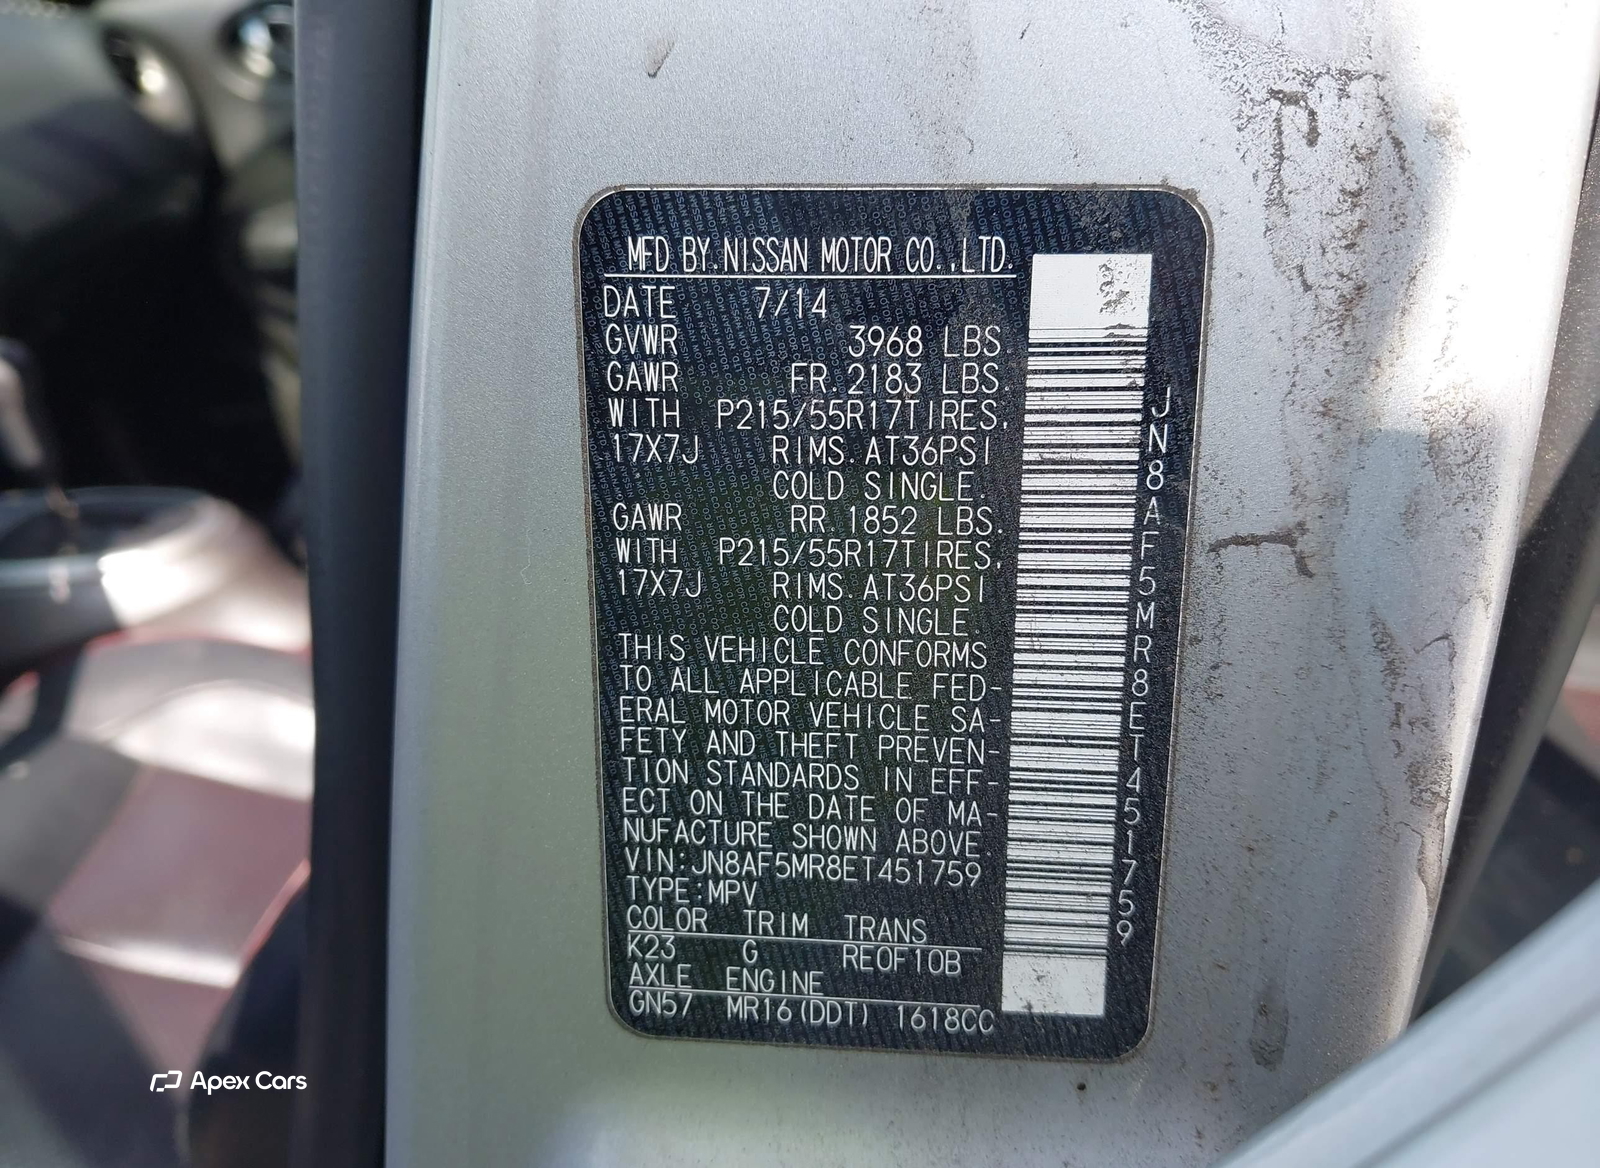 MFD BY.NISSAN MOTOR CO.,LTD.
DATE 7/14
GVWR 3968 LBS
GAWR FR.2183 LBS.
WITH P215/55R17TIRES.
17X7J RIMS.AT36PSI
COLD SINGLE.
GAWR RR.1852 LBS.
WITH P215/55R17TIRES.
17X7J RIMS.AT36PSI
COLD SINGLE.
THIS VEHICLE CONFORMS
TO ALL APPLICABLE FED-
ERAL MOTOR VEHICLE SA-
FETY AND THEFT PREVEN-
TION STANDARDS IN EFF-
ECT ON THE DATE OF MA-
NUFACTURE SHOWN ABOVE.
VIN:JN8AF5MR8ET451759
TYPE:MPV
COLOR TRIM TRANS
K23 G RE0F10B
AXLE ENGINE
GN57 MR16(DDT) 1618CC
JN8AF5MR8ET451759
Apex Cars